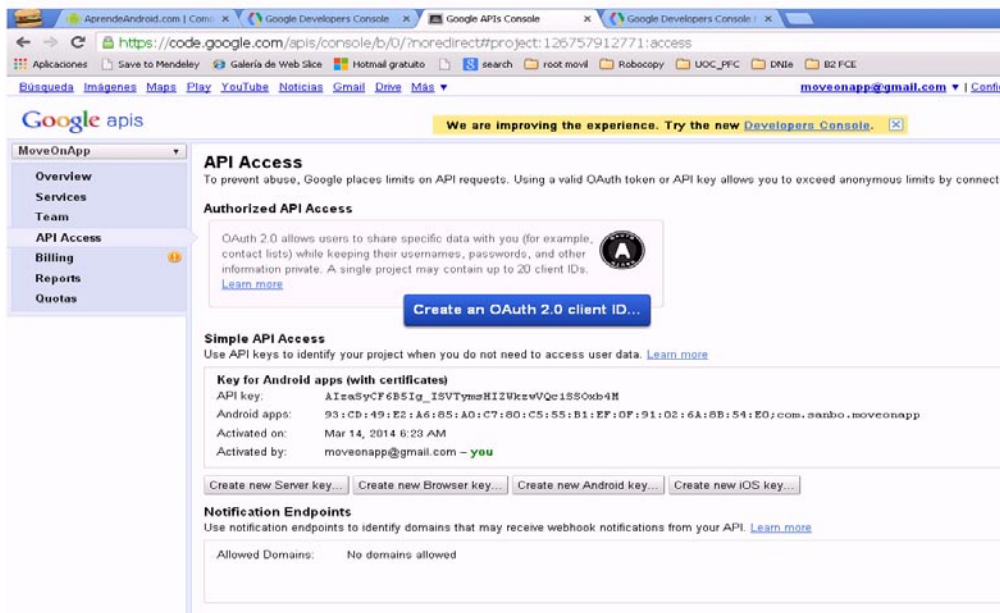 AprendeAndroid.com | Com
Google Developers Console
Google APIs Console
Google Developers Console
https://code.google.com/apis/console/b/0/?noredirect#project:126757912771:access
Aplicaciones Save to Mendeley Galería de Web Slice Hotmail gratuito search root movil Robocopy UOC_PFC DNIe B2 FCE
Búsqueda Imágenes Maps Play YouTube Noticias Gmail Drive Más ▼ moveonapp@gmail.com ▼ | Confi
Google apis
We are improving the experience. Try the new Developers Console.
MoveOnApp
Overview
Services
Team
API Access
Billing
Reports
Quotas
API Access
To prevent abuse, Google places limits on API requests. Using a valid OAuth token or API key allows you to exceed anonymous limits by connect
Authorized API Access
OAuth 2.0 allows users to share specific data with you (for example,
contact lists) while keeping their usernames, passwords, and other
information private. A single project may contain up to 20 client IDs.
Learn more
Create an OAuth 2.0 client ID...
Simple API Access
Use API keys to identify your project when you do not need to access user data. Learn more
Key for Android apps (with certificates)
API key:
Android apps: 93:CD:49:E2:A6:85:A0:C7:80:C5:55:B1:EF:0F:91:02:6A:8B:54:E0;com.sanbo.moveonapp
Activated on: Mar 14, 2014 6:23 AM
Activated by: moveonapp@gmail.com – you
Create new Server key... Create new Browser key... Create new Android key... Create new iOS key...
Notification Endpoints
Use notification endpoints to identify domains that may receive webhook notifications from your API. Learn more
Allowed Domains: No domains allowed